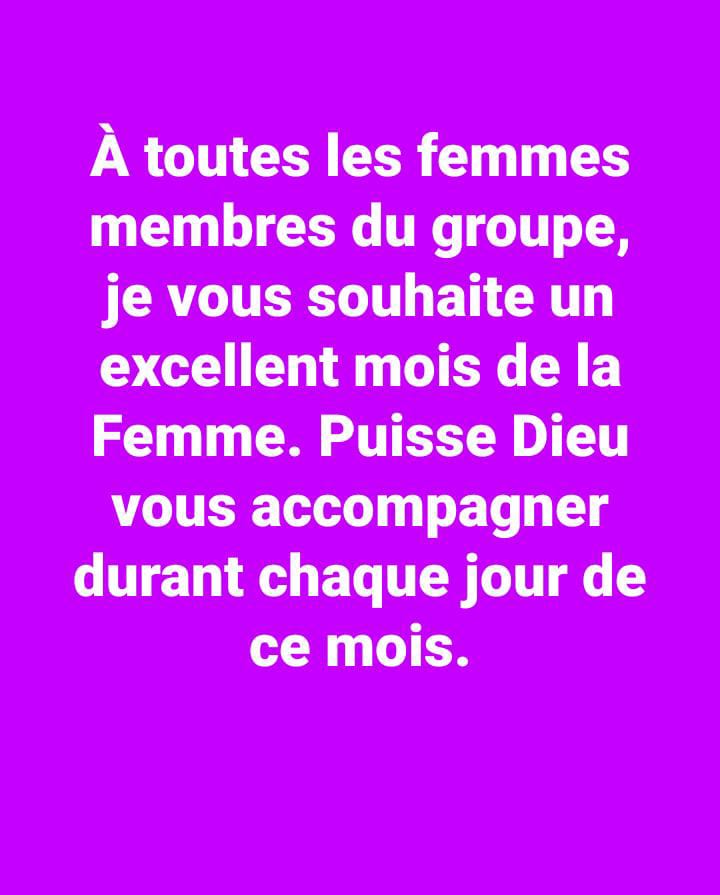 À toutes les femmes
membres du groupe,
je vous souhaite un
excellent mois de la
Femme. Puisse Dieu
vous accompagner
durant chaque jour de
ce mois.